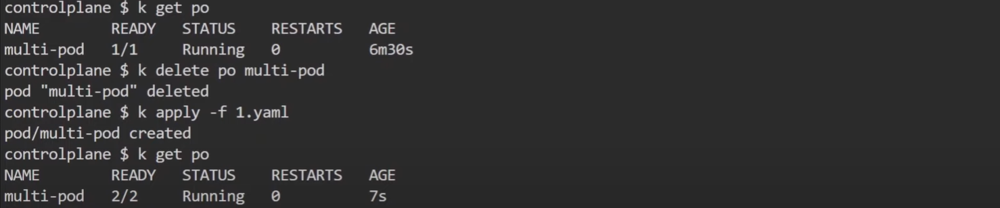 controlplane $ k get po
NAME READY STATUS RESTARTS AGE
multi-pod 1/1 Running 0 6m30s
controlplane $ k delete po multi-pod
pod "multi-pod" deleted
controlplane $ k apply -f 1.yaml
pod/multi-pod created
controlplane $ k get po
NAME READY STATUS RESTARTS AGE
multi-pod 2/2 Running 0 7s